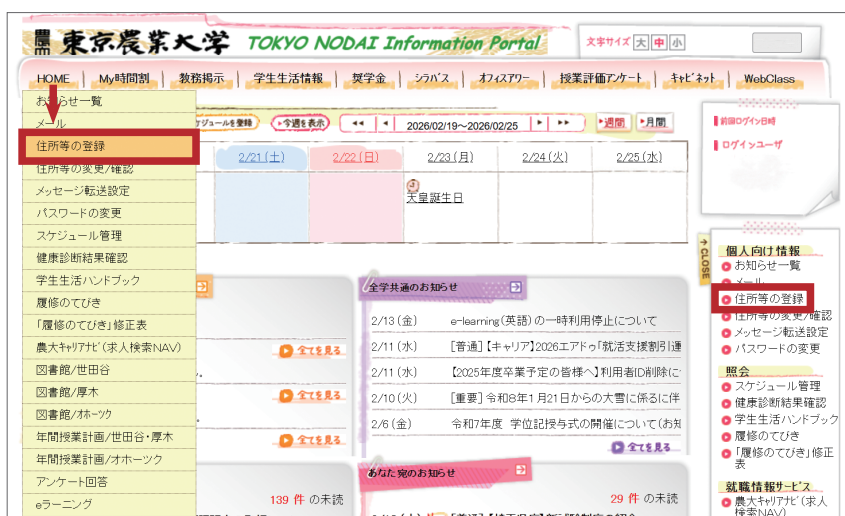 東京農業大学 TOKYO NODAI Information Portal 文字サイズ 大 中 小
HOME My時間割 教務掲示 学生生活情報 奨学金 シラバス オフィスアワー 授業評価アンケート キャビネット WebClass
お知らせ一覧
メール
住所等の登録
住所等の変更/確認
メッセージ転送設定
パスワードの変更
スケジュール管理
健康診断結果確認
学生生活ハンドブック
履修のてびき
「履修のてびき」修正表
農大キャリアナビ(求人検索NAV)
図書館/世田谷
図書館/厚木
図書館/オホーツク
年間授業計画/世田谷・厚木
年間授業計画/オホーツク
アンケート回答
eラーニング
ケジュールを登録 今週を表示 2026/02/19~2026/02/25 週間 月間
2/21(土) 2/22(日) 2/23(月) 2/24(火) 2/25(水)
天皇誕生日
全てを見る
全てを見る
全てを見る
139 件 の未読
全学共通のお知らせ
2/13(金) e-learning(英語)の一時利用停止について
2/11(水) [普通]【キャリア】2026エアドゥ「就活支援割引運
2/11(水) 【2025年度卒業予定の皆様へ】利用者ID削除に
2/10(火) [重要]令和8年1月21日からの大雪に係るに伴
2/6(金) 令和7年度 学位記授与式の開催について(お知
全てを見る
あなた宛のお知らせ
29 件 の未読
前回ログイン日時
ログインユーザ
CLOSE
個人向け情報
お知らせ一覧
メール
住所等の登録
住所等の変更/確認
メッセージ転送設定
パスワードの変更
照会
スケジュール管理
健康診断結果確認
学生生活ハンドブック
履修のてびき
「履修のてびき」修正
表
就職情報サービス
農大キャリアナビ(求人
検索NAV)